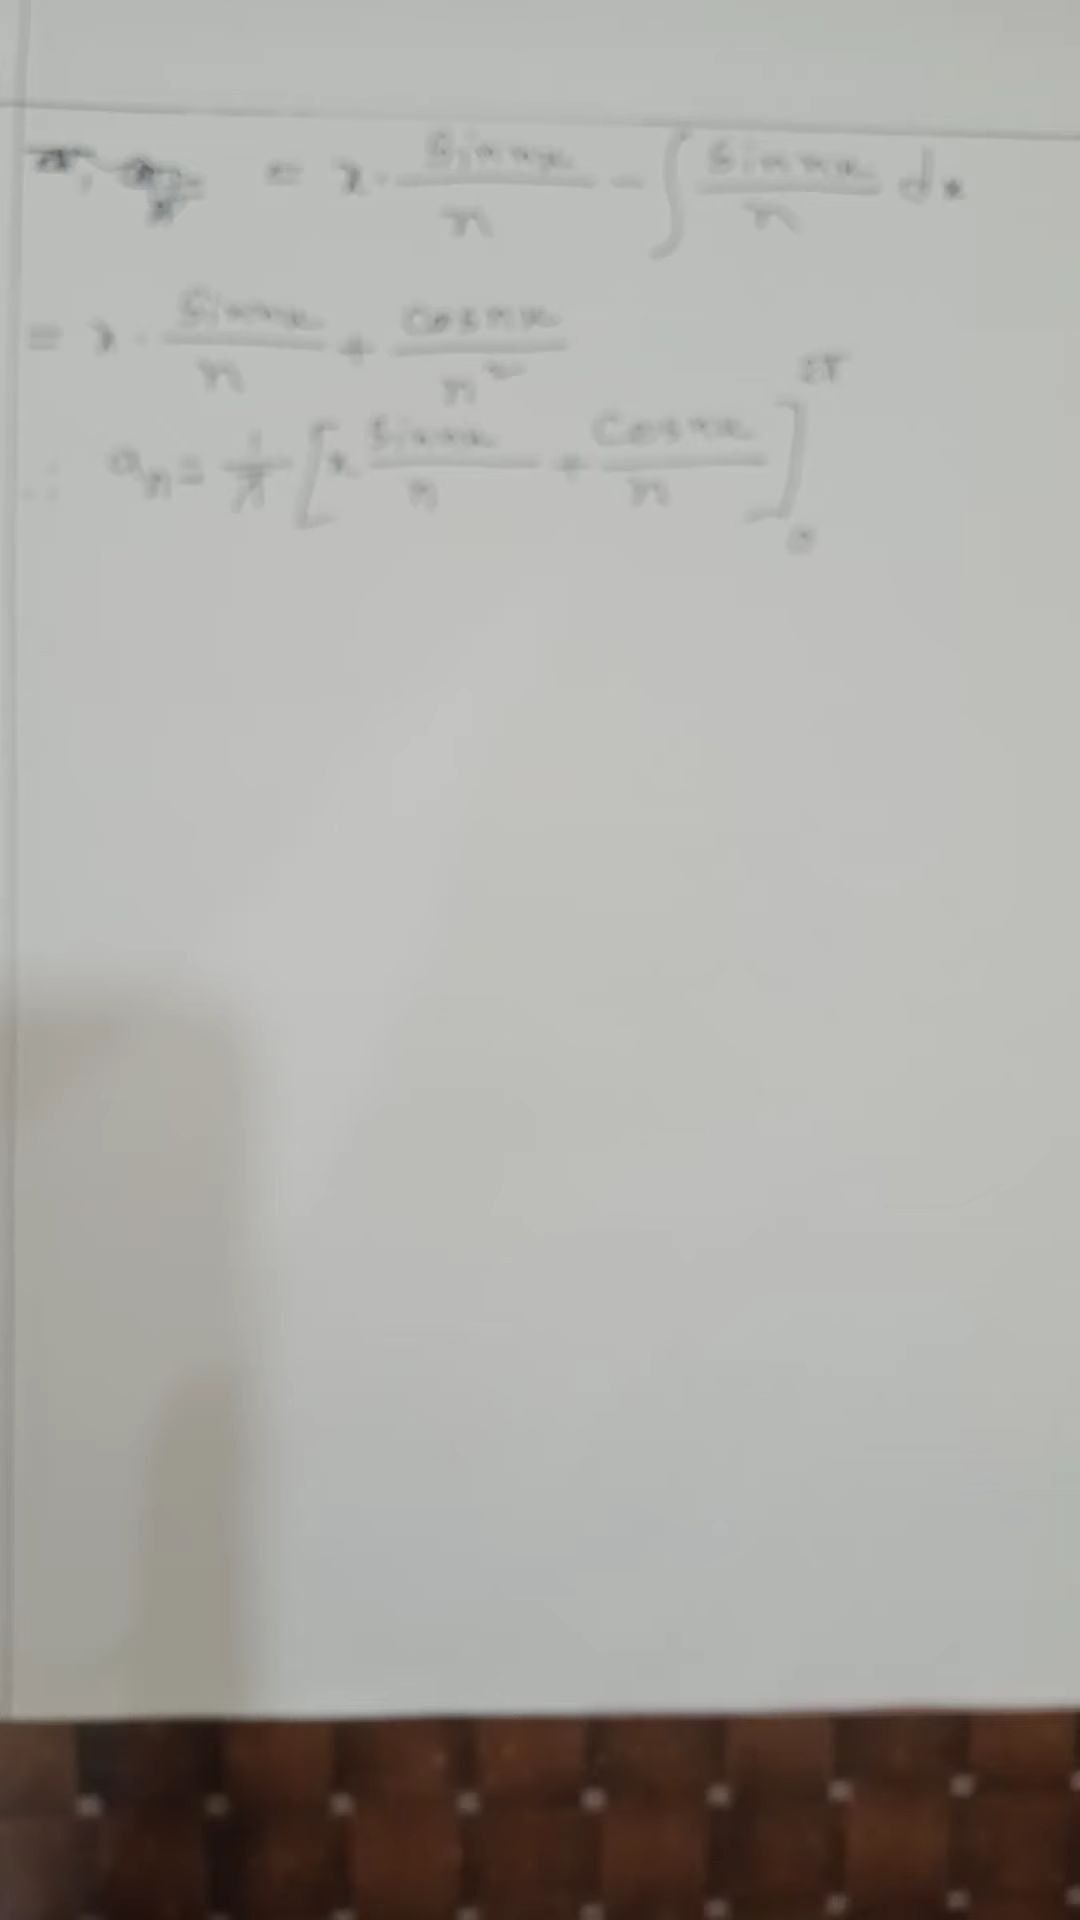 = x · sin nx / n − ∫ sin nx / n dx
= x · sin nx / n + cos nx / n²
∴ aₙ = 1/π [x sin nx / n + cos nx / n]₀^2π